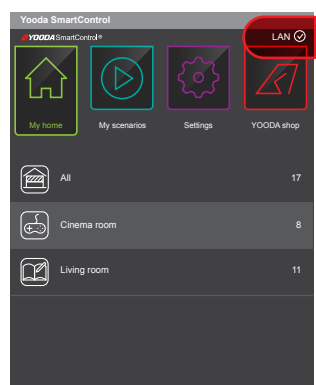 Yooda SmartControl
YOODA SmartControl®
LAN
My home
My scenarios
Settings
YOODA shop
All 17
Cinema room 8
Living room 11